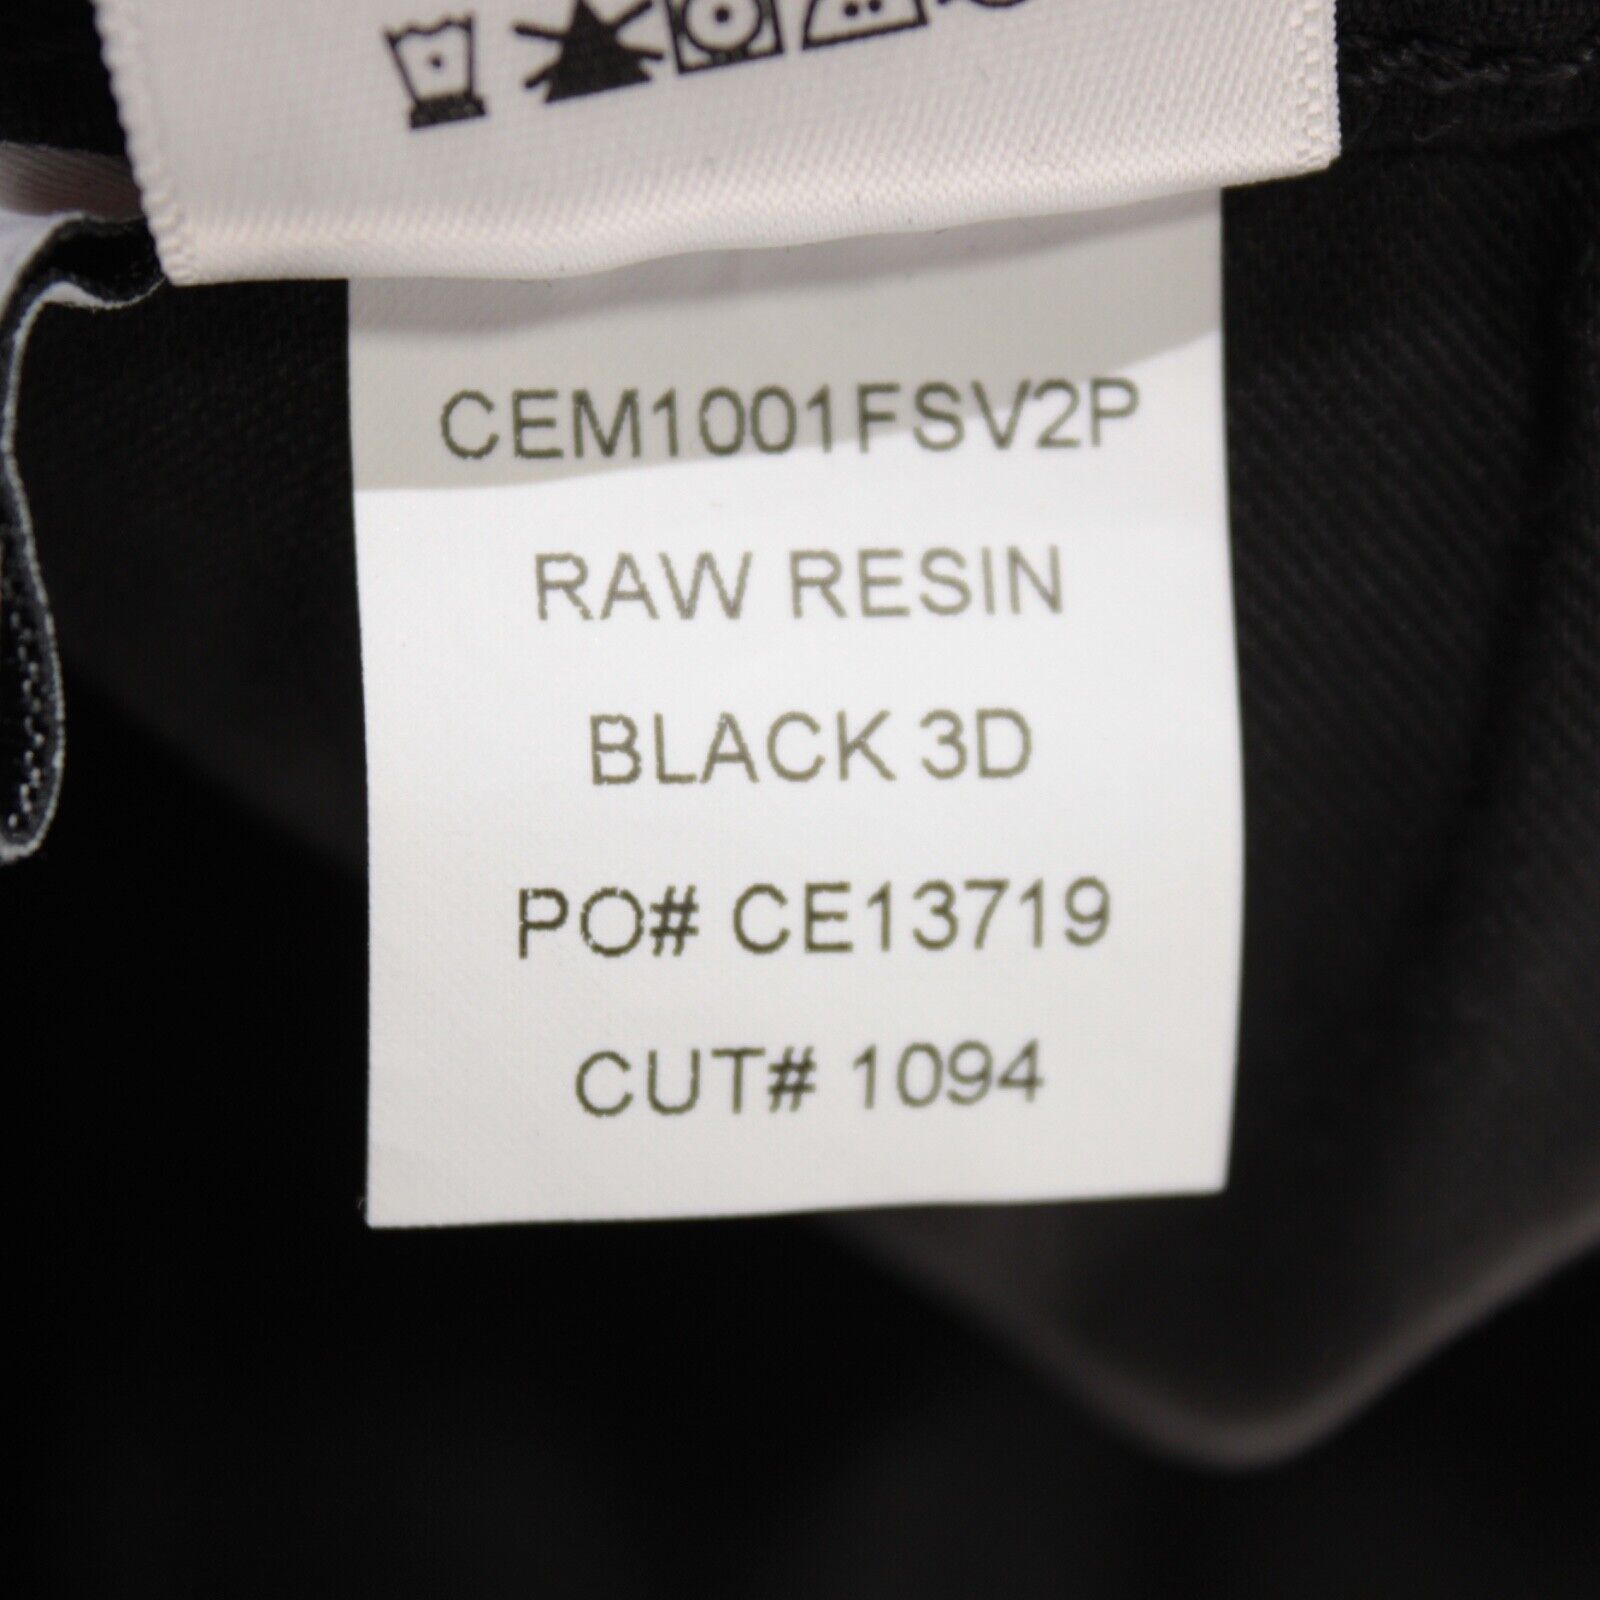 CEM1001FSV2P
RAW RESIN
BLACK 3D
PO# CE13719
CUT# 1094